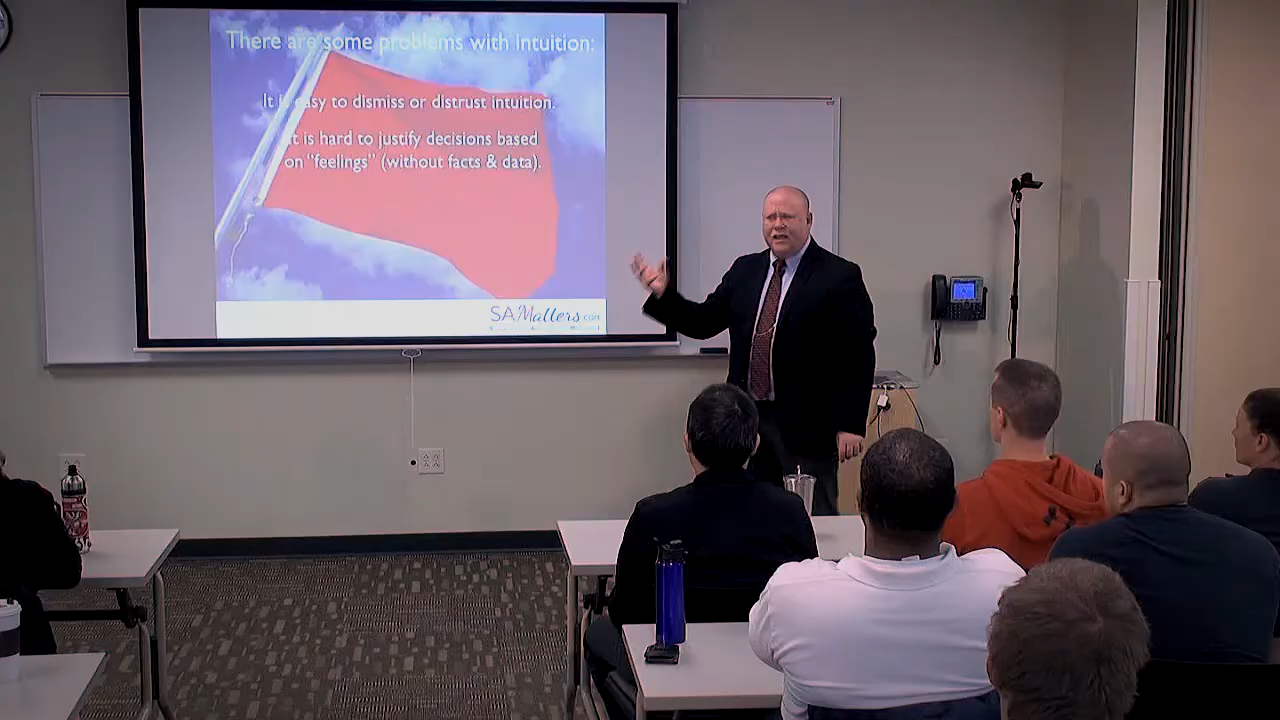 There are some problems with Intuition:
It is easy to dismiss or distrust intuition.
It is hard to justify decisions based
on "feelings" (without facts & data).
SAMatters.COM